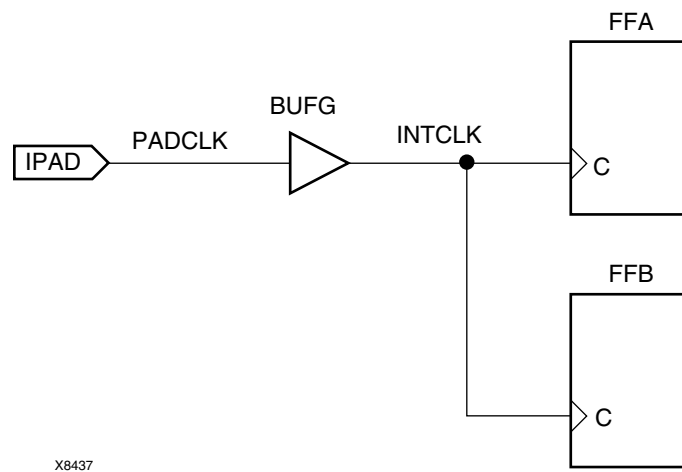 FFA
BUFG
IPAD
PADCLK
INTCLK
C
FFB
C
X8437